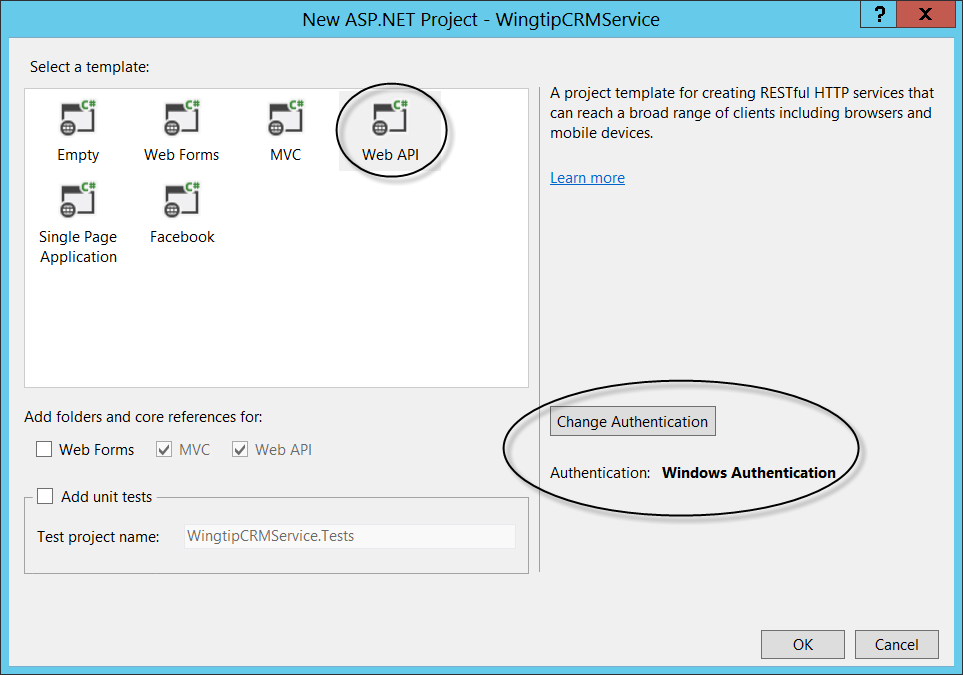 New ASP.NET Project - WingtipCRMService
?
X
Select a template:
C#
C#
C#
C#
Empty
Web Forms
MVC
Web API
C#
C#
Single Page
Application
Facebook
A project template for creating RESTful HTTP services that
can reach a broad range of clients including browsers and
mobile devices.
Learn more
Add folders and core references for:
Web Forms
MVC
Web API
Add unit tests
Test project name:
WingtipCRMService.Tests
Change Authentication
Authentication: Windows Authentication
OK
Cancel